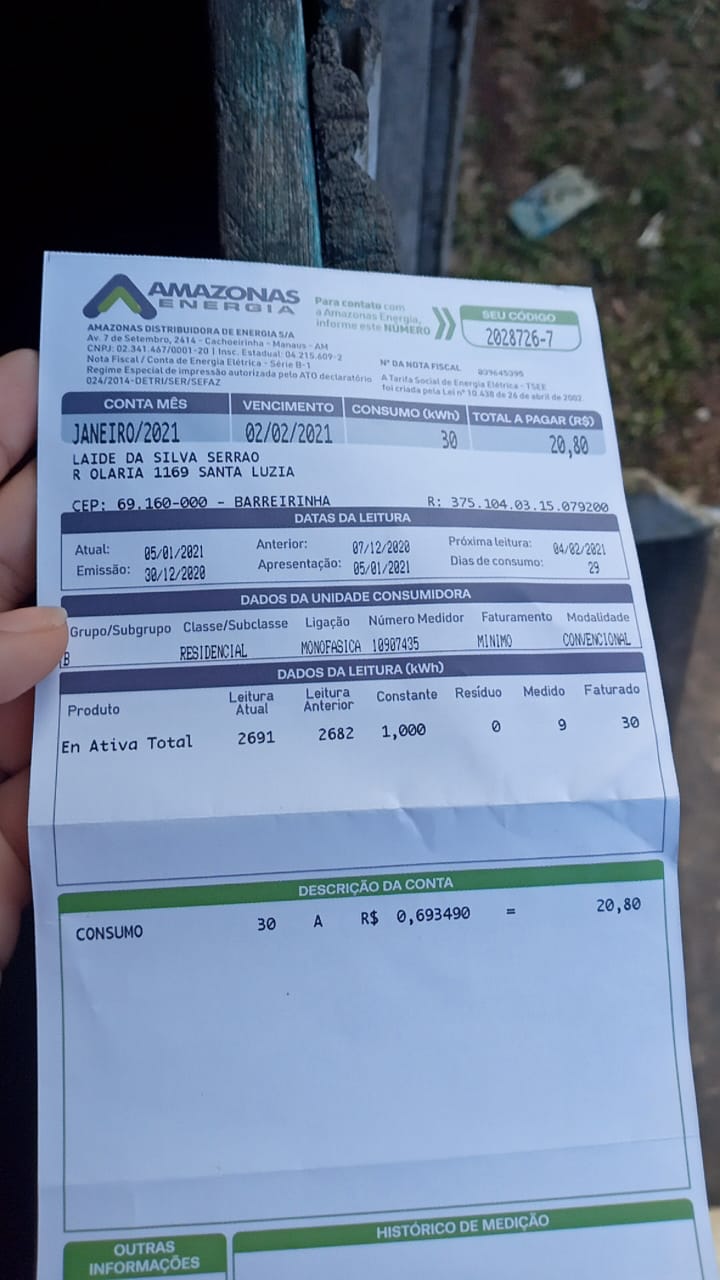 AMAZONAS
ENERGIA
Para contato com
a Amazonas Energia,
informe este NÚMERO
SEU CÓDIGO
2028726-7
AMAZONAS DISTRIBUIDORA DE ENERGIA S/A
Av. 7 de Setembro, 2414 - Cachoeirinha - Manaus - AM
CNPJ: 02.341.467/0001-20 | Insc. Estadual: 04.215.609-2
Nota Fiscal / Conta de Energia Elétrica - Série B-1
Regime Especial de impressão autorizada pelo ATO declaratório
024/2014-DETRI/SER/SEFAZ
Nº DA NOTA FISCAL 039645395
A Tarifa Social de Energia Elétrica - TSEE
foi criada pela Lei nº 10.438 de 26 de abril de 2002.
CONTA MÊS VENCIMENTO CONSUMO (kWh) TOTAL A PAGAR (R$)
JANEIRO/2021 02/02/2021 30 20,80
LAIDE DA SILVA SERRAO
R OLARIA 1169 SANTA LUZIA
CEP: 69.160-000 - BARREIRINHA R: 375.104.03.15.079200
DATAS DA LEITURA
Atual: 05/01/2021 Anterior: 07/12/2020 Próxima leitura: 04/02/2021
Emissão: 30/12/2020 Apresentação: 05/01/2021 Dias de consumo: 29
DADOS DA UNIDADE CONSUMIDORA
Grupo/Subgrupo Classe/Subclasse Ligação Número Medidor Faturamento Modalidade
B RESIDENCIAL MONOFASICA 10907435 MINIMO CONVENCIONAL
DADOS DA LEITURA (kWh)
Produto Leitura Atual Leitura Anterior Constante Resíduo Medido Faturado
En Ativa Total 2691 2682 1,000 0 9 30
DESCRIÇÃO DA CONTA
CONSUMO 30 A R$ 0,693490 = 20,80
OUTRAS
INFORMAÇÕES
HISTÓRICO DE MEDIÇÃO